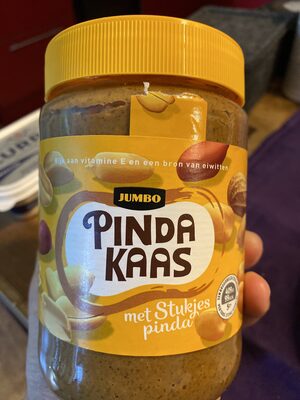 Rijk aan vitamine E en een bron van eiwitten
JUMBO
PINDA
KAAS
met Stukjes
pinda